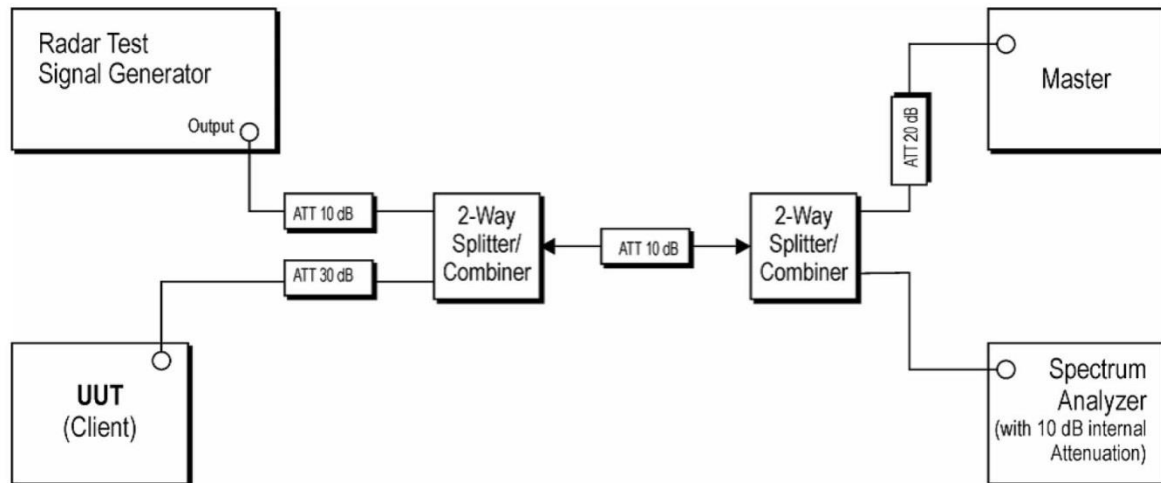 Radar Test
Signal Generator
Output
ATT 10 dB
ATT 30 dB
2-Way
Splitter/
Combiner
ATT 10 dB
2-Way
Splitter/
Combiner
ATT 20 dB
Master
UUT
(Client)
Spectrum
Analyzer
(with 10 dB internal
Attenuation)